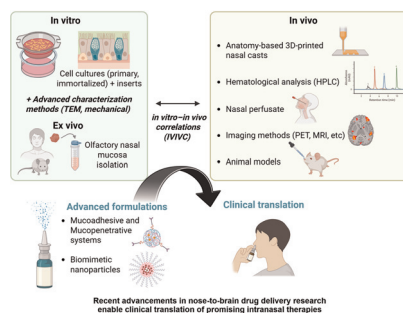 In vitro
Cell cultures (primary,
immortalized) + inserts
+ Advanced characterization
methods (TEM, mechanical)
Ex vivo
Olfactory nasal
mucosa
isolation
in vitro–in vivo
correlations
(IVIVC)
In vivo
• Anatomy-based 3D-printed
nasal casts
• Hematological analysis (HPLC)
• Nasal perfusate
• Imaging methods (PET, MRI, etc)
• Animal models
Advanced formulations
• Mucoadhesive and
Mucopenetrative
systems
• Biomimetic
nanoparticles
Clinical translation
Recent advancements in nose-to-brain drug delivery research
enable clinical translation of promising intranasal therapies